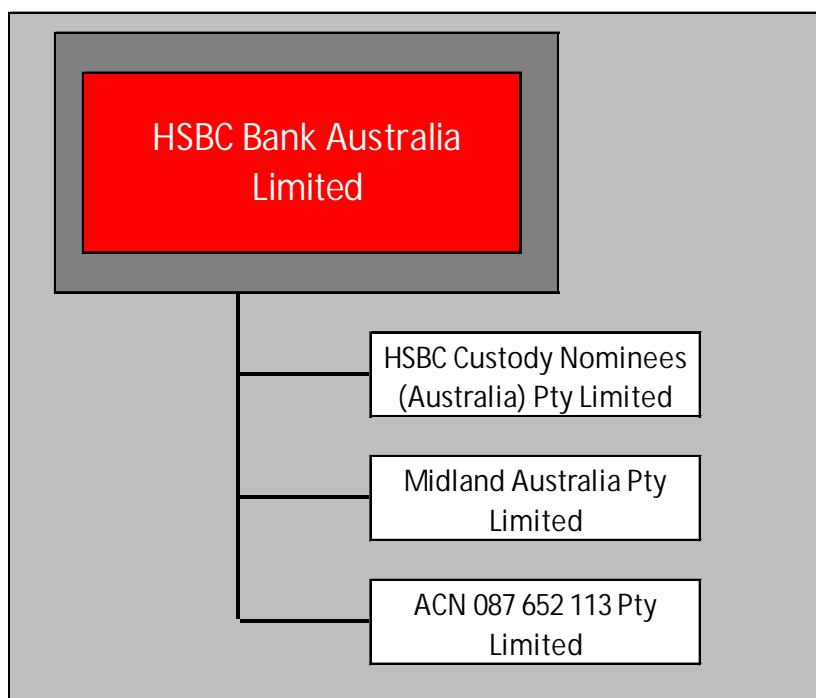 HSBC Bank Australia
Limited
HSBC Custody Nominees
(Australia) Pty Limited
Midland Australia Pty
Limited
ACN 087 652 113 Pty
Limited